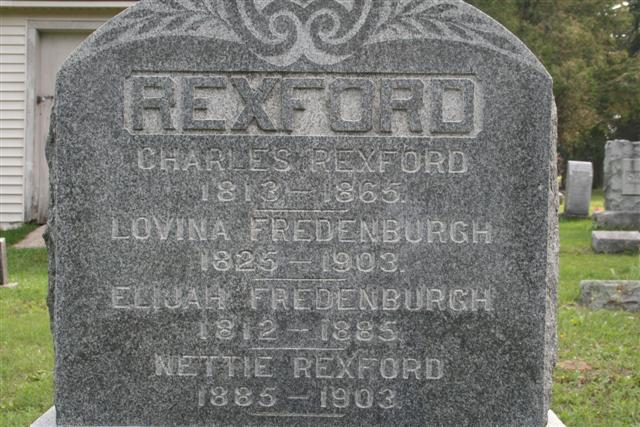 REXFORD
CHARLES REXFORD
1813 — 1865.
LOVINA FREDENBURGH
1825 — 1903.
ELIJAH FREDENBURGH
1812 — 1885.
NETTIE REXFORD
1885 — 1903.